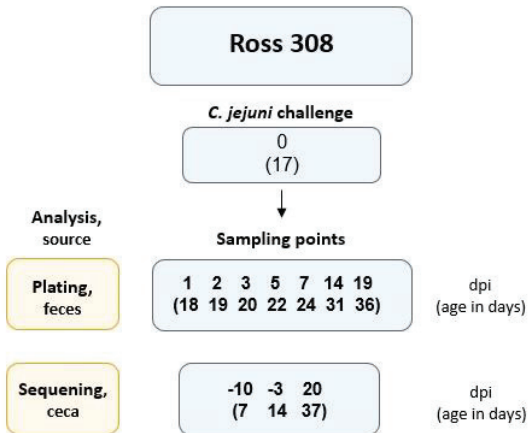 Ross 308
C. jejuni challenge
0
(17)
Analysis,
source
Sampling points
Plating,
feces
1 2 3 5 7 14 19
(18 19 20 22 24 31 36)
dpi
(age in days)
Sequening,
ceca
-10 -3 20
(7 14 37)
dpi
(age in days)